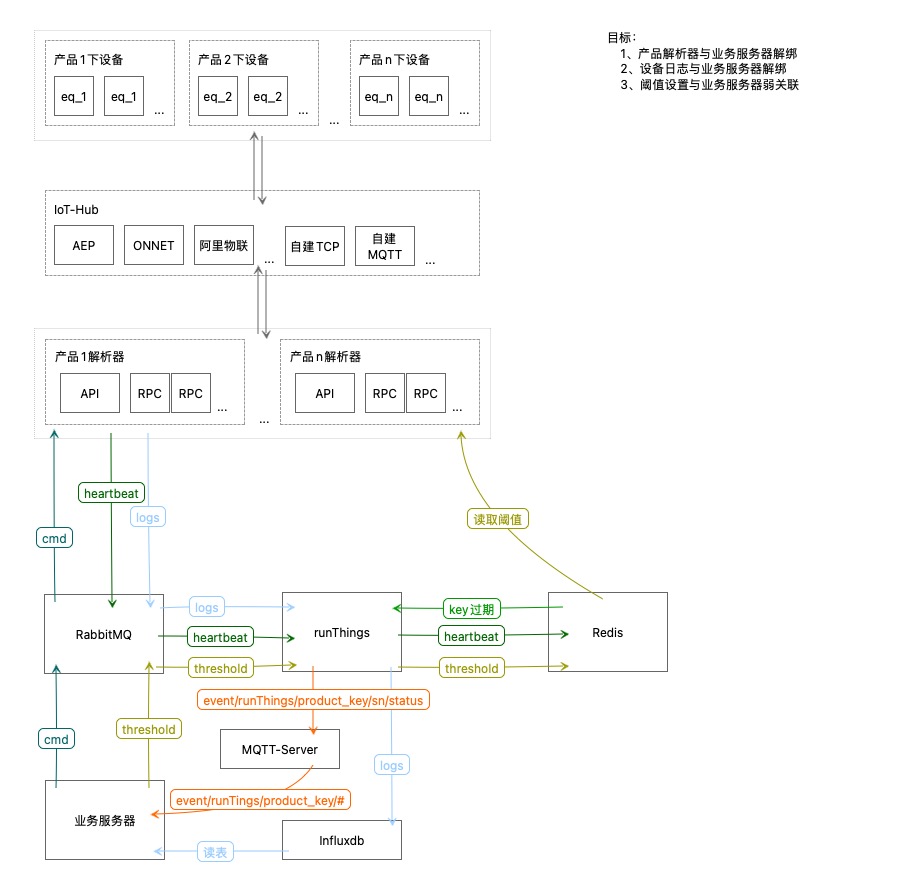 目标：
1、产品解析器与业务服务器解绑
2、设备日志与业务服务器解绑
3、阈值设置与业务服务器弱关联
产品1下设备
eq_1
eq_1
...
产品2下设备
eq_2
eq_2
...
...
产品n下设备
eq_n
eq_n
...
IoT-Hub
AEP
ONNET
阿里物联
...
自建TCP
自建
MQTT
...
产品1解析器
API
RPC
RPC
...
...
产品n解析器
API
RPC
RPC
...
heartbeat
logs
读取阈值
cmd
RabbitMQ
logs
heartbeat
threshold
runThings
key过期
heartbeat
threshold
Redis
event/runThings/product_key/sn/status
cmd
threshold
MQTT-Server
logs
event/runTings/product_key/#
业务服务器
读表
Influxdb